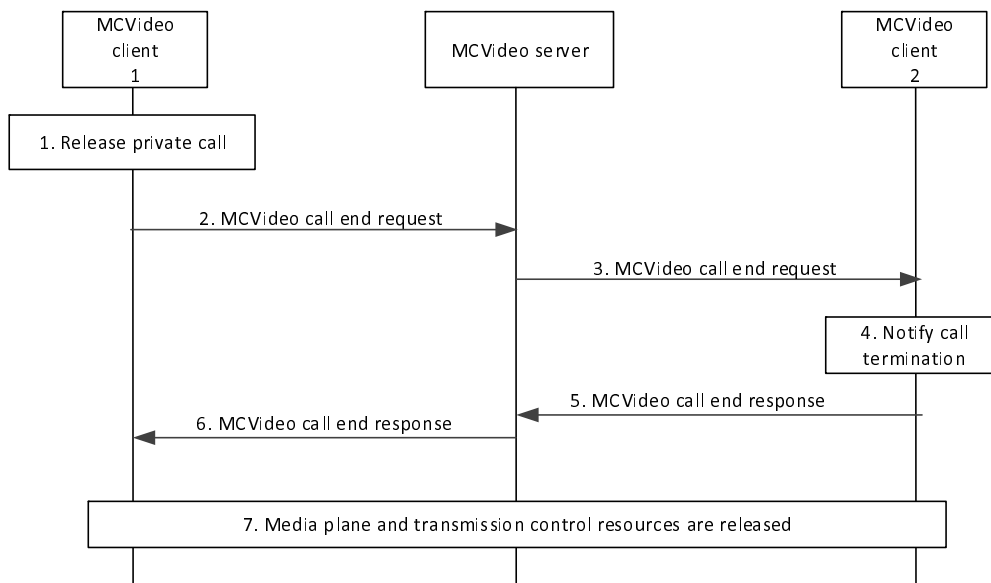 MCVideo
client
1
MCVideo server
MCVideo
client
2
1. Release private call
2. MCVideo call end request
3. MCVideo call end request
4. Notify call
termination
5. MCVideo call end response
6. MCVideo call end response
7. Media plane and transmission control resources are released